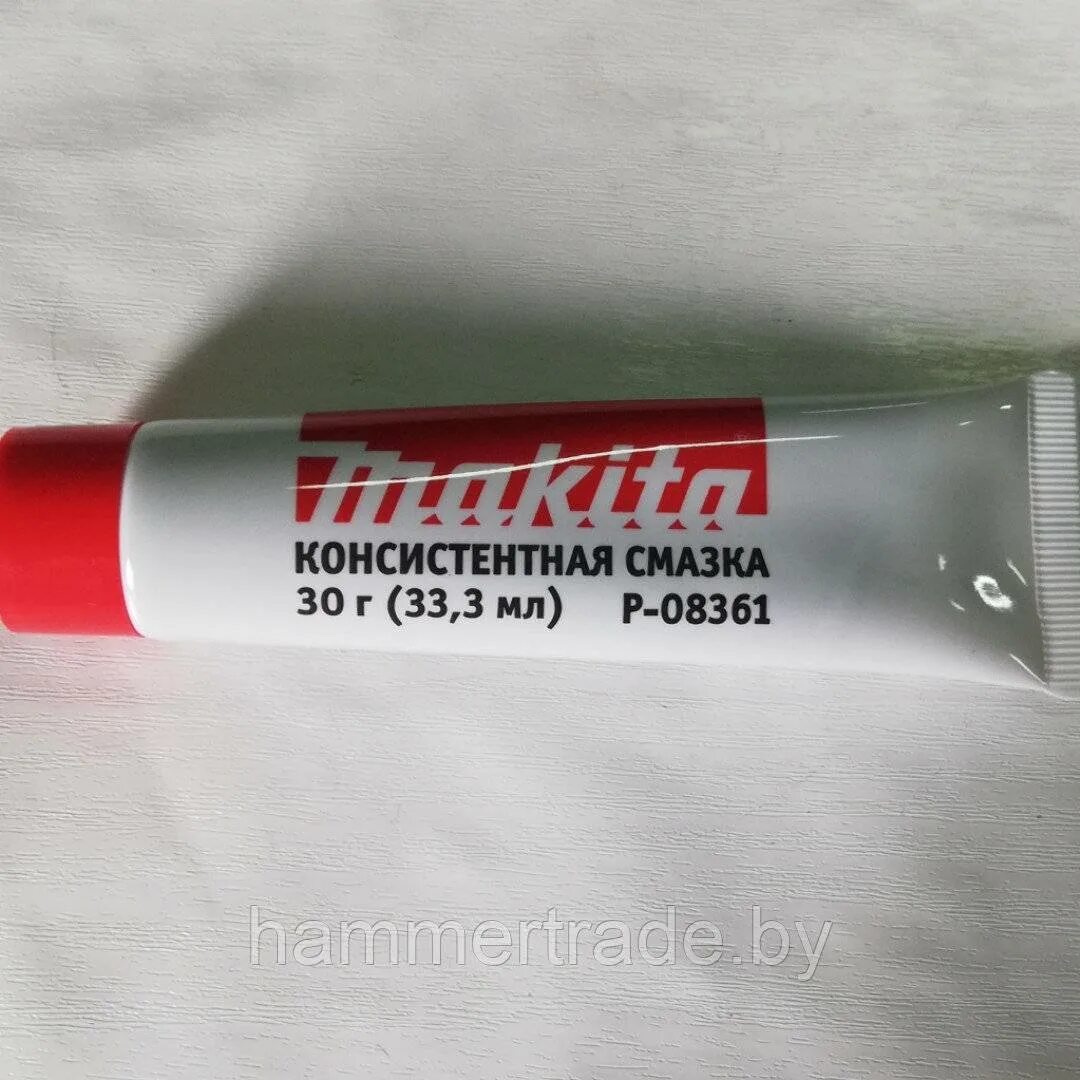 makita
КОНСИСТЕНТНАЯ СМАЗКА
30 г (33,3 мл) P-08361
hammertrade.by